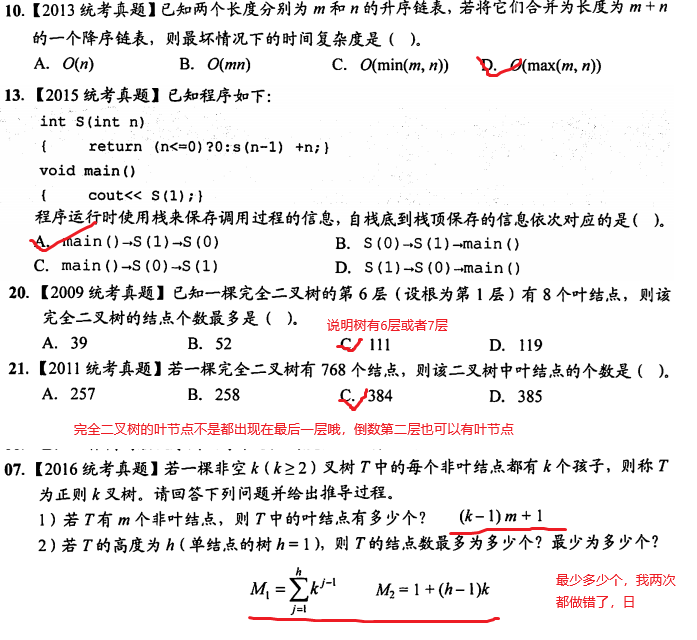 10. 【2013 统考真题】已知两个长度分别为 m 和 n 的升序链表，若将它们合并为长度为 m + n
的一个降序链表，则最坏情况下的时间复杂度是（ ）。
A. O(n) B. O(mn) C. O(min(m, n)) D. O(max(m, n))
13. 【2015 统考真题】已知程序如下：
int S(int n)
{ return (n<=0)?0:s(n-1) +n;}
void main()
{ cout<< S(1);}
程序运行时使用栈来保存调用过程的信息，自栈底到栈顶保存的信息依次对应的是（ ）。
A. main()→S(1)→S(0) B. S(0)→S(1)→main()
C. main()→S(0)→S(1) D. S(1)→S(0)→main()
20. 【2009 统考真题】已知一棵完全二叉树的第 6 层（设根为第 1 层）有 8 个叶结点，则该
完全二叉树的结点个数最多是（ ）。
说明树有6层或者7层
A. 39 B. 52 C. 111 D. 119
21. 【2011 统考真题】若一棵完全二叉树有 768 个结点，则该二叉树中叶结点的个数是（ ）。
A. 257 B. 258 C. 384 D. 385
完全二叉树的叶节点不是都出现在最后一层哦，倒数第二层也可以有叶节点
07. 【2016 统考真题】若一棵非空 k（k ≥ 2）叉树 T 中的每个非叶结点都有 k 个孩子，则称 T
为正则 k 叉树。请回答下列问题并给出推导过程。
1）若 T 有 m 个非叶结点，则 T 中的叶结点有多少个？ (k – 1) m + 1
2）若 T 的高度为 h（单结点的树 h = 1），则 T 的结点数最多为多少个？最少为多少个？
M₁ = ∑_{j=1}^{h} k^{j–1} M₂ = 1 + (h – 1)k
最少多少个，我两次
都做错了，日